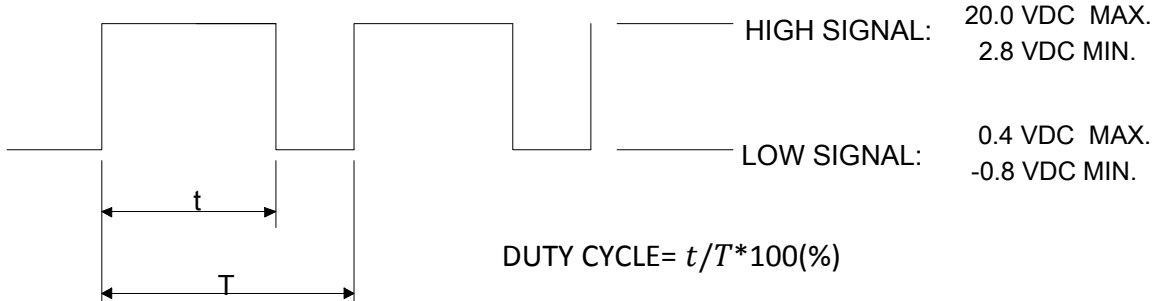 20.0 VDC MAX.
HIGH SIGNAL:
2.8 VDC MIN.
0.4 VDC MAX.
LOW SIGNAL:
-0.8 VDC MIN.
t
DUTY CYCLE= t/T*100(%)
T